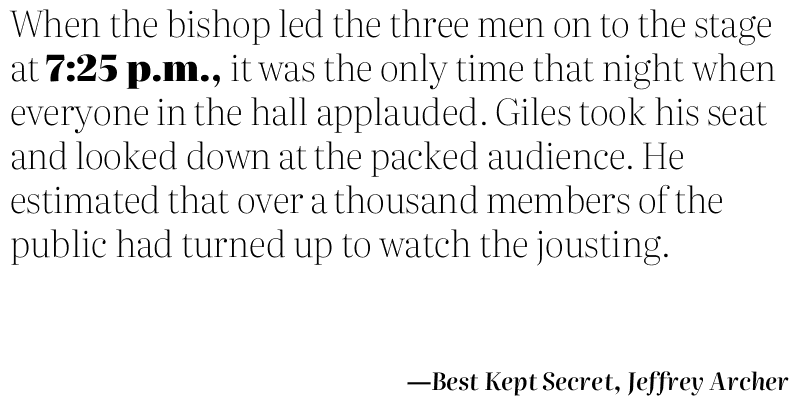 When the bishop led the three men on to the stage
at 7:25 p.m., it was the only time that night when
everyone in the hall applauded. Giles took his seat
and looked down at the packed audience. He
estimated that over a thousand members of the
public had turned up to watch the jousting.
—Best Kept Secret, Jeffrey Archer